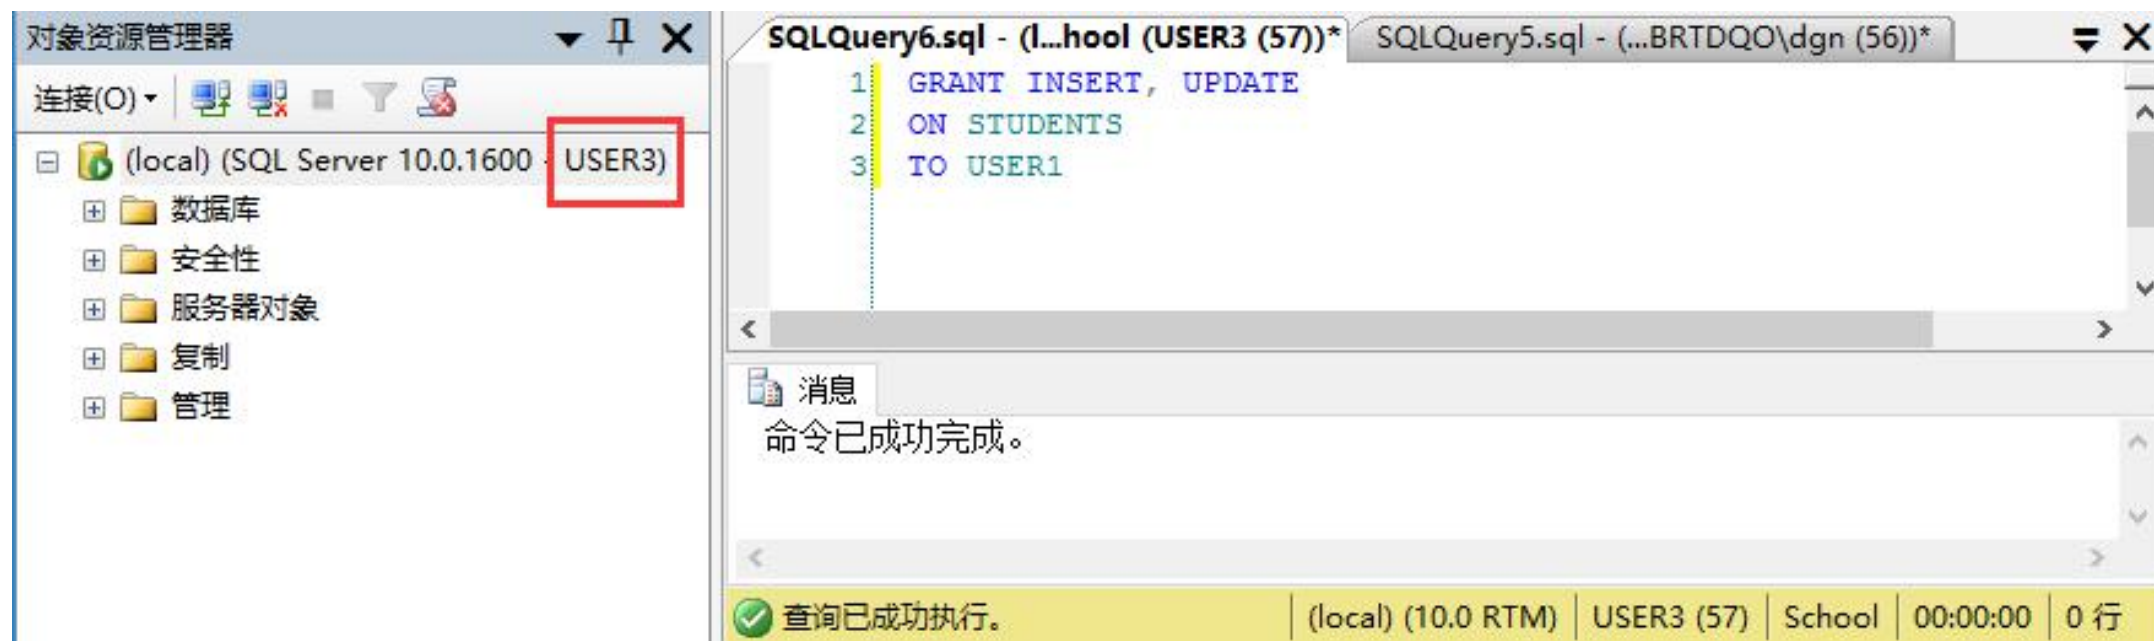 对象资源管理器
连接(O)
(local) (SQL Server 10.0.1600 - USER3)
数据库
安全性
服务器对象
复制
管理
SQLQuery6.sql - (l...hool (USER3 (57))* SQLQuery5.sql - (...BRTDQO\dgn (56))*
1 GRANT INSERT, UPDATE
2 ON STUDENTS
3 TO USER1
消息
命令已成功完成。
查询已成功执行。 (local) (10.0 RTM) USER3 (57) School 00:00:00 0 行